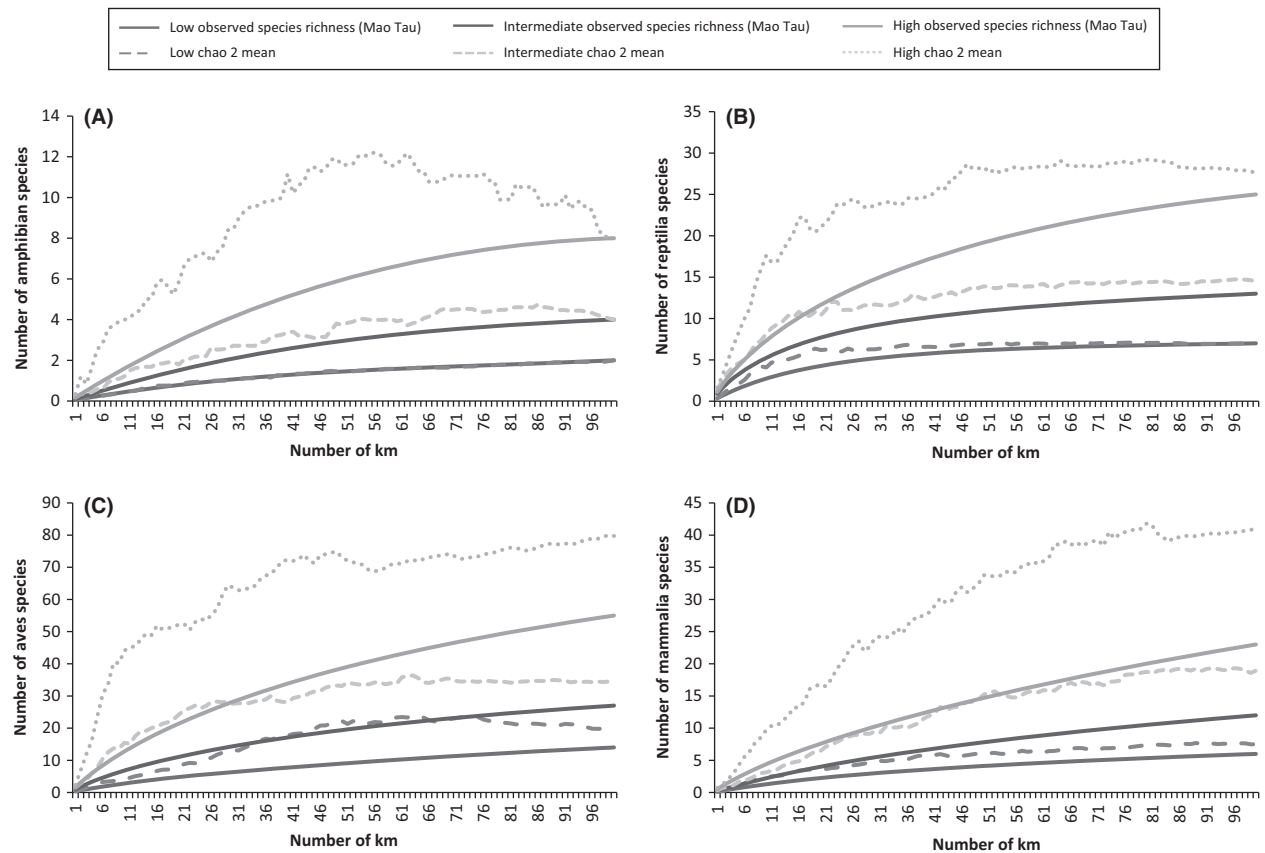 Low observed species richness (Mao Tau)
Intermediate observed species richness (Mao Tau)
High observed species richness (Mao Tau)
Low chao 2 mean
Intermediate chao 2 mean
High chao 2 mean
(A)
Number of amphibian species
14
12
10
8
6
4
2
0
1 6 11 16 21 26 31 36 41 46 51 56 61 66 71 76 81 86 91 96
Number of km
(B)
Number of reptilia species
35
30
25
20
15
10
5
0
1 6 11 16 21 26 31 36 41 46 51 56 61 66 71 76 81 86 91 96
Number of km
(C)
Number of aves species
90
80
70
60
50
40
30
20
10
0
1 6 11 16 21 26 31 36 41 46 51 56 61 66 71 76 81 86 91 96
Number of km
(D)
Number of mammalia species
45
40
35
30
25
20
15
10
5
0
1 6 11 16 21 26 31 36 41 46 51 56 61 66 71 76 81 86 91 96
Number of km